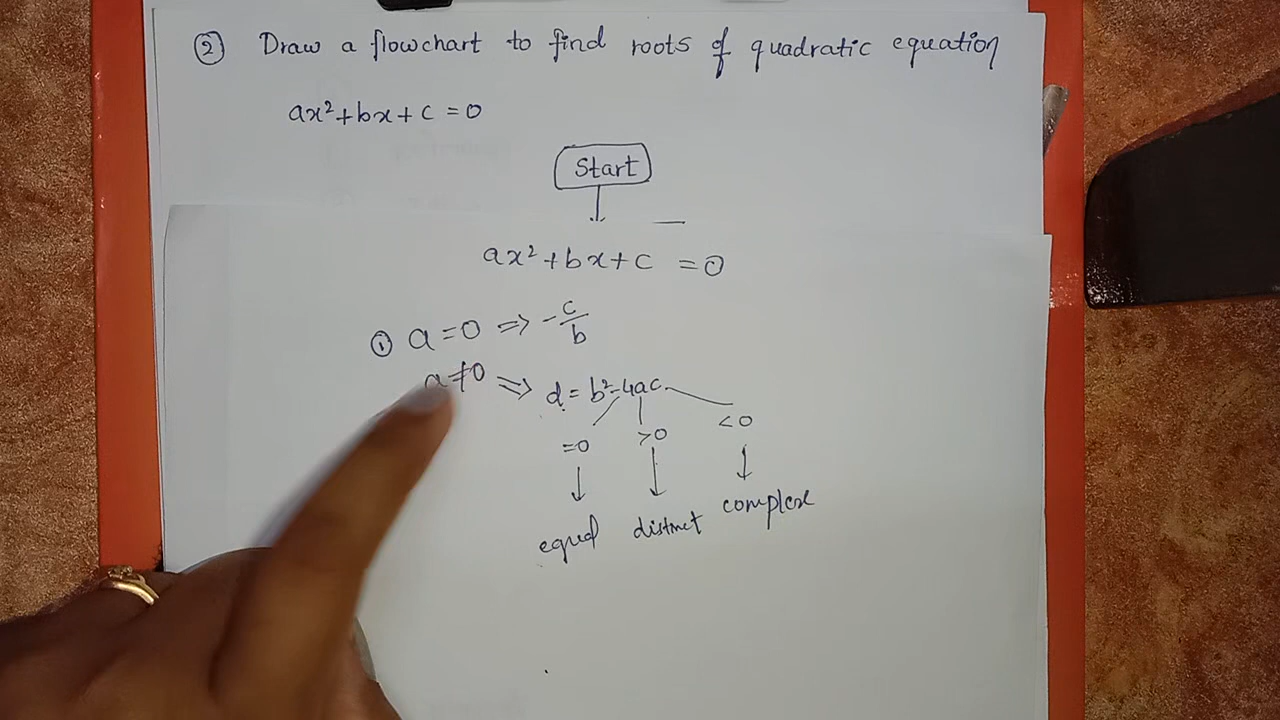 ② Draw a flowchart to find roots of quadratic equation
ax²+bx+c=0
Start
ax²+bx+c =0
① a=0 => -c/b
a≠0 => d=b²-4ac
=0 >0 <0
equal distinct complex